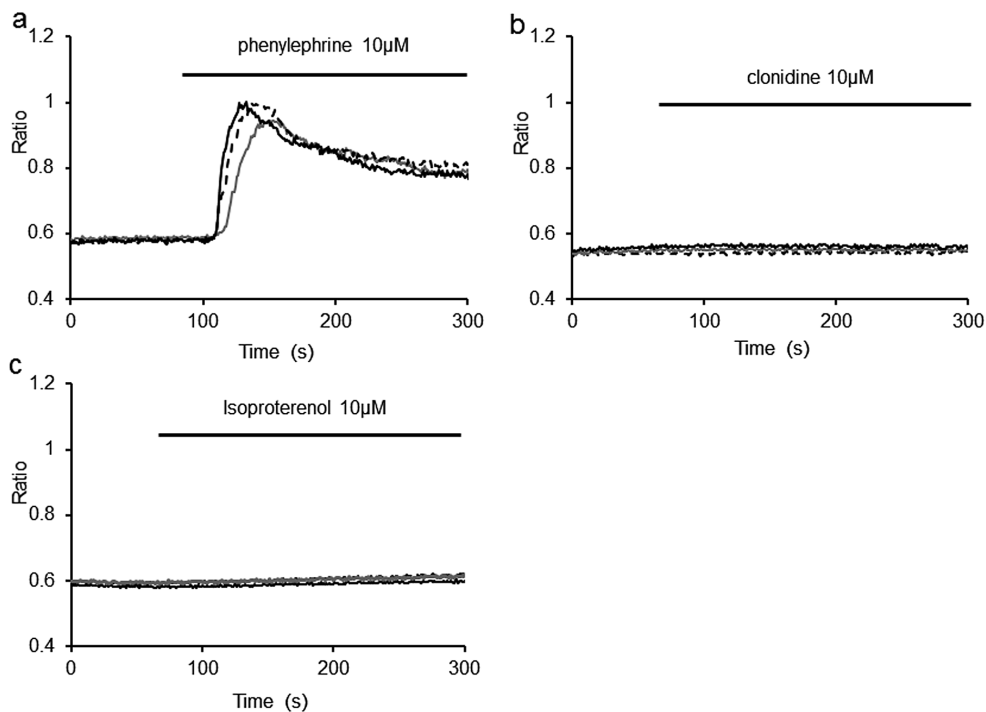 a
1.2
phenylephrine 10µM
1
Ratio
0.8
0.6
0.4
0 100 200 300
Time (s)
b
1.2
clonidine 10µM
1
Ratio
0.8
0.6
0.4
0 100 200 300
Time (s)
c
1.2
Isoproterenol 10µM
1
Ratio
0.8
0.6
0.4
0 100 200 300
Time (s)